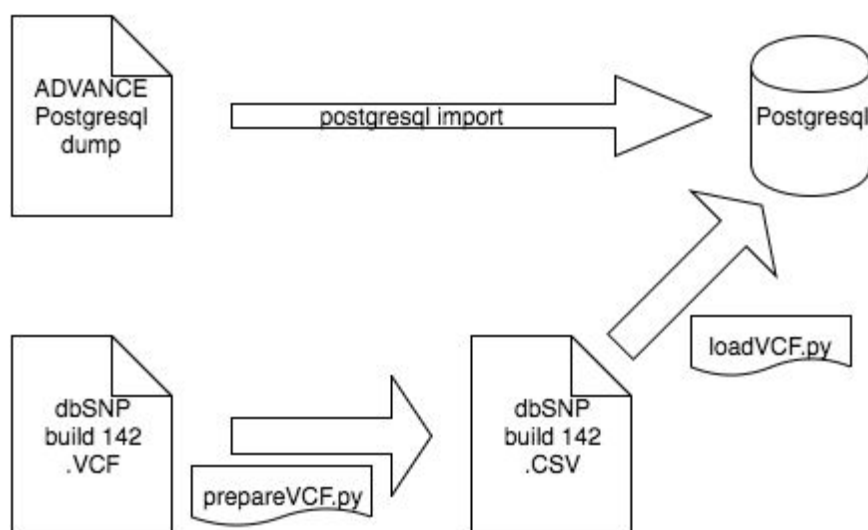 ADVANCE
Postgresql
dump
postgresql import
Postgresql
loadVCF.py
dbSNP
build 142
.VCF
prepareVCF.py
dbSNP
build 142
.CSV